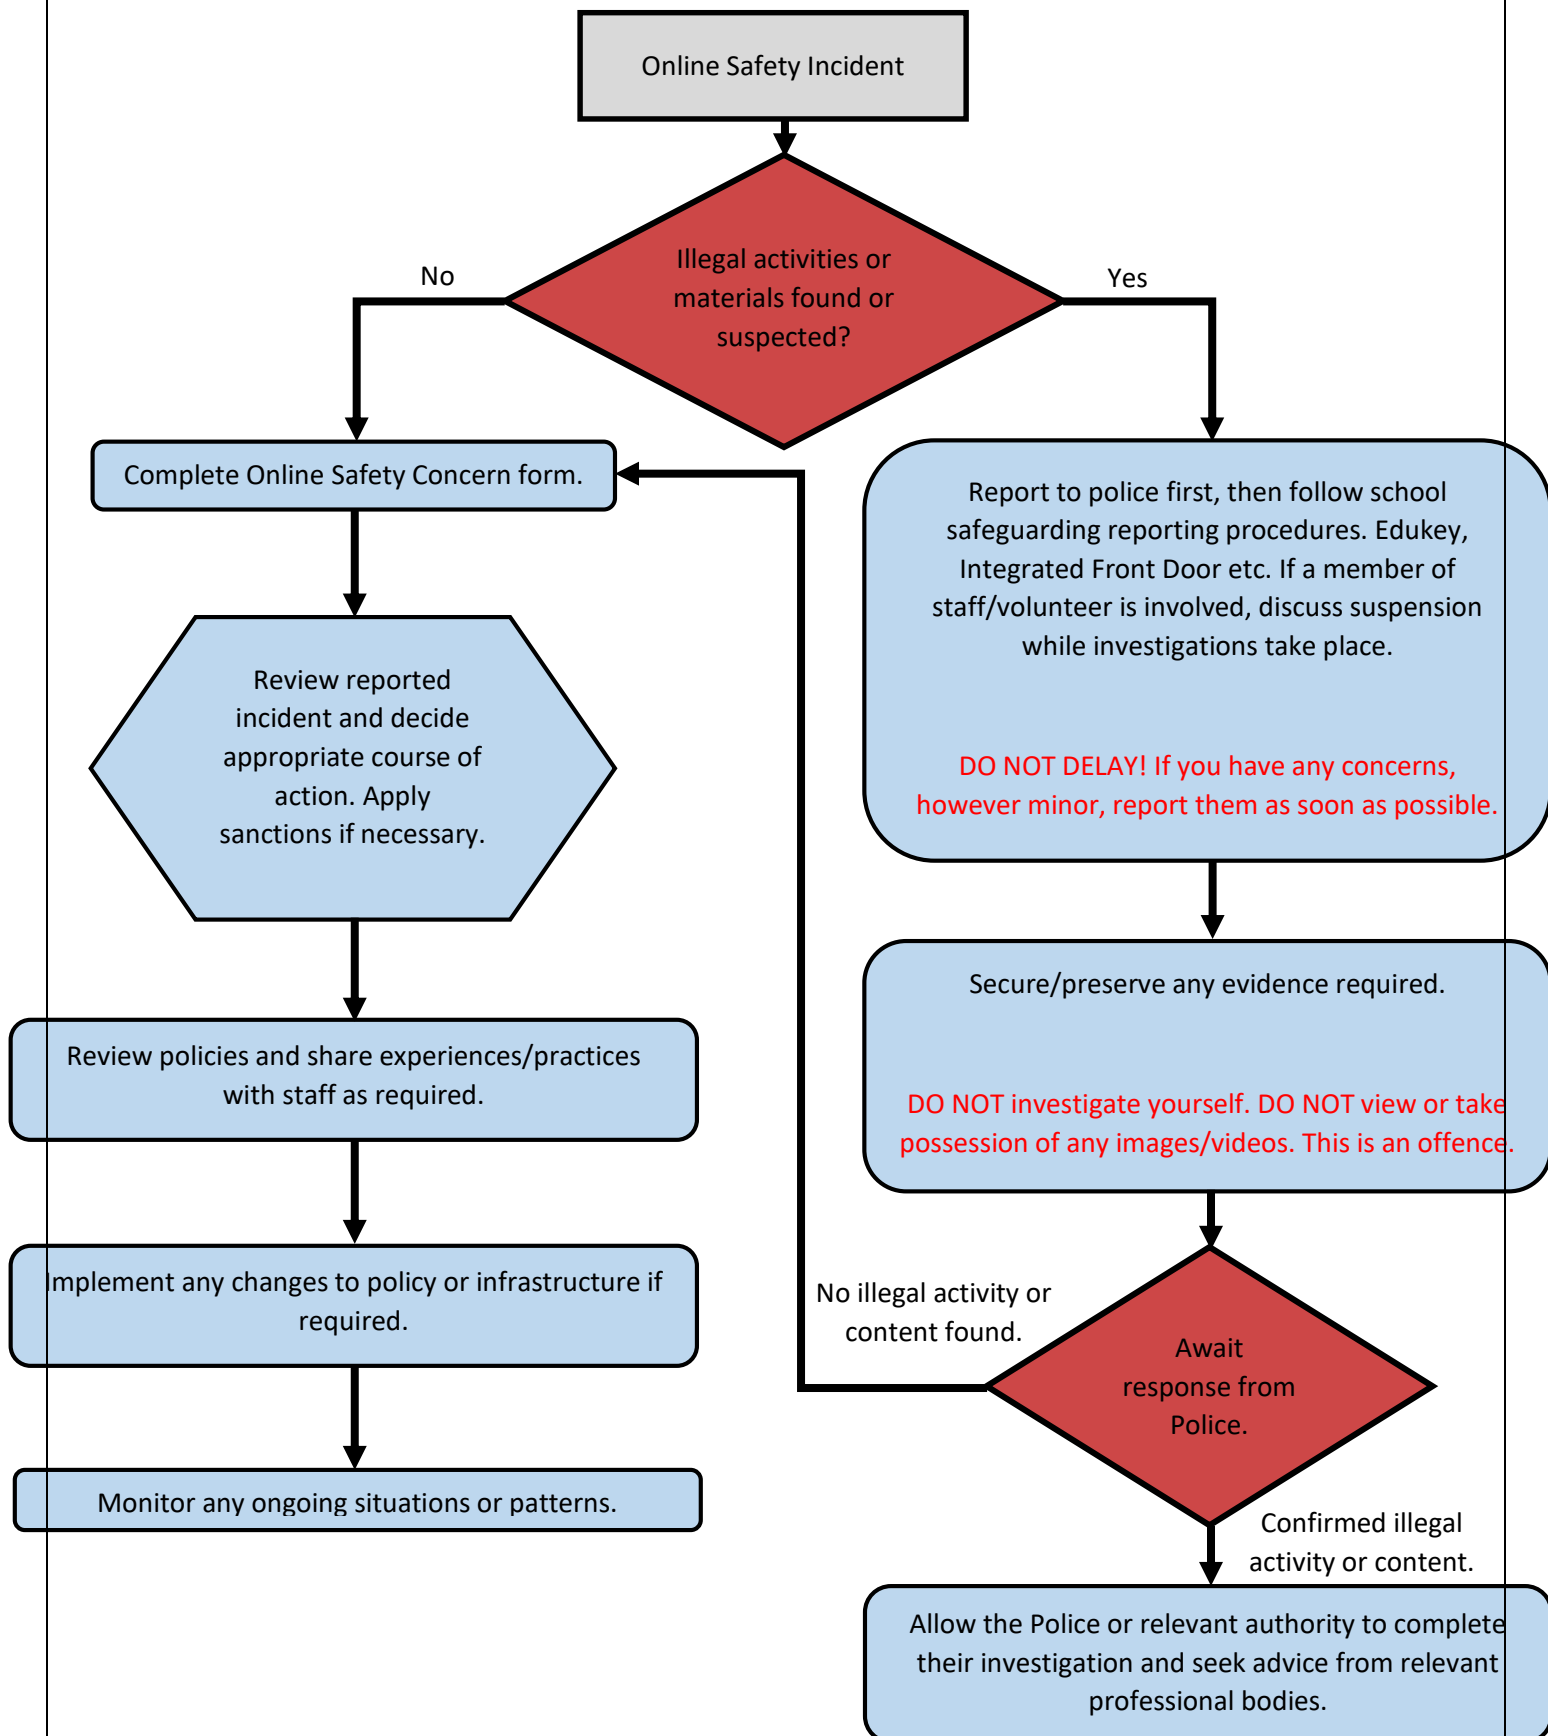 Online Safety Incident
Illegal activities or
materials found or
suspected?
No
Yes
Complete Online Safety Concern form.
Report to police first, then follow school
safeguarding reporting procedures. Edukey,
Integrated Front Door etc. If a member of
staff/volunteer is involved, discuss suspension
while investigations take place.
DO NOT DELAY! If you have any concerns,
however minor, report them as soon as possible.
Review reported
incident and decide
appropriate course of
action. Apply
sanctions if necessary.
Secure/preserve any evidence required.
DO NOT investigate yourself. DO NOT view or take
possession of any images/videos. This is an offence.
Review policies and share experiences/practices
with staff as required.
Implement any changes to policy or infrastructure if
required.
No illegal activity or
content found.
Await
response from
Police.
Monitor any ongoing situations or patterns.
Confirmed illegal
activity or content.
Allow the Police or relevant authority to complete
their investigation and seek advice from relevant
professional bodies.